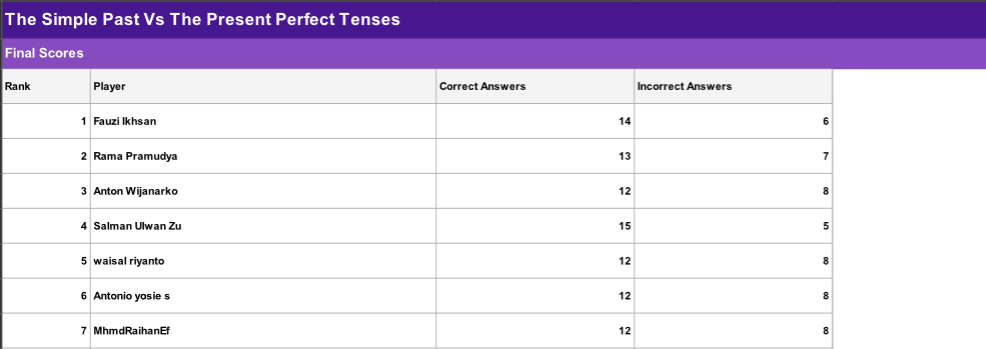 The Simple Past Vs The Present Perfect Tenses
Final Scores
Rank Player Correct Answers Incorrect Answers
1 Fauzi Ikhsan 14 6
2 Rama Pramudya 13 7
3 Anton Wijanarko 12 8
4 Salman Ulwan Zu 15 5
5 waisal riyanto 12 8
6 Antonio yosie s 12 8
7 MhmdRaihanEf 12 8